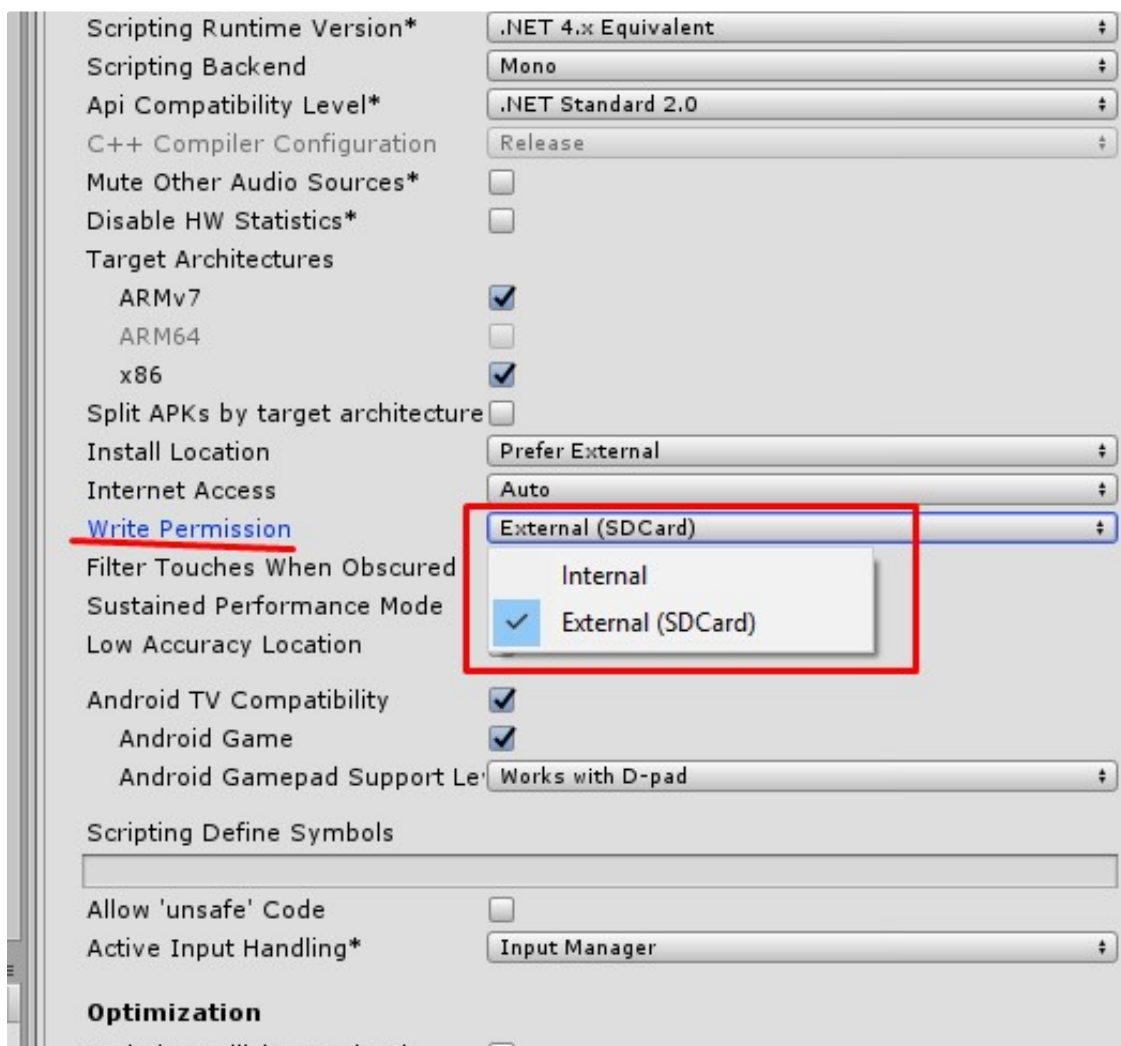 Scripting Runtime Version* .NET 4.x Equivalent
Scripting Backend Mono
Api Compatibility Level* .NET Standard 2.0
C++ Compiler Configuration Release
Mute Other Audio Sources*
Disable HW Statistics*
Target Architectures
ARMv7
ARM64
x86
Split APKs by target architecture
Install Location Prefer External
Internet Access Auto
Write Permission External (SDCard)
Filter Touches When Obscured Internal
Sustained Performance Mode External (SDCard)
Low Accuracy Location
Android TV Compatibility
Android Game
Android Gamepad Support Le Works with D-pad
Scripting Define Symbols
Allow 'unsafe' Code
Active Input Handling* Input Manager
Optimization